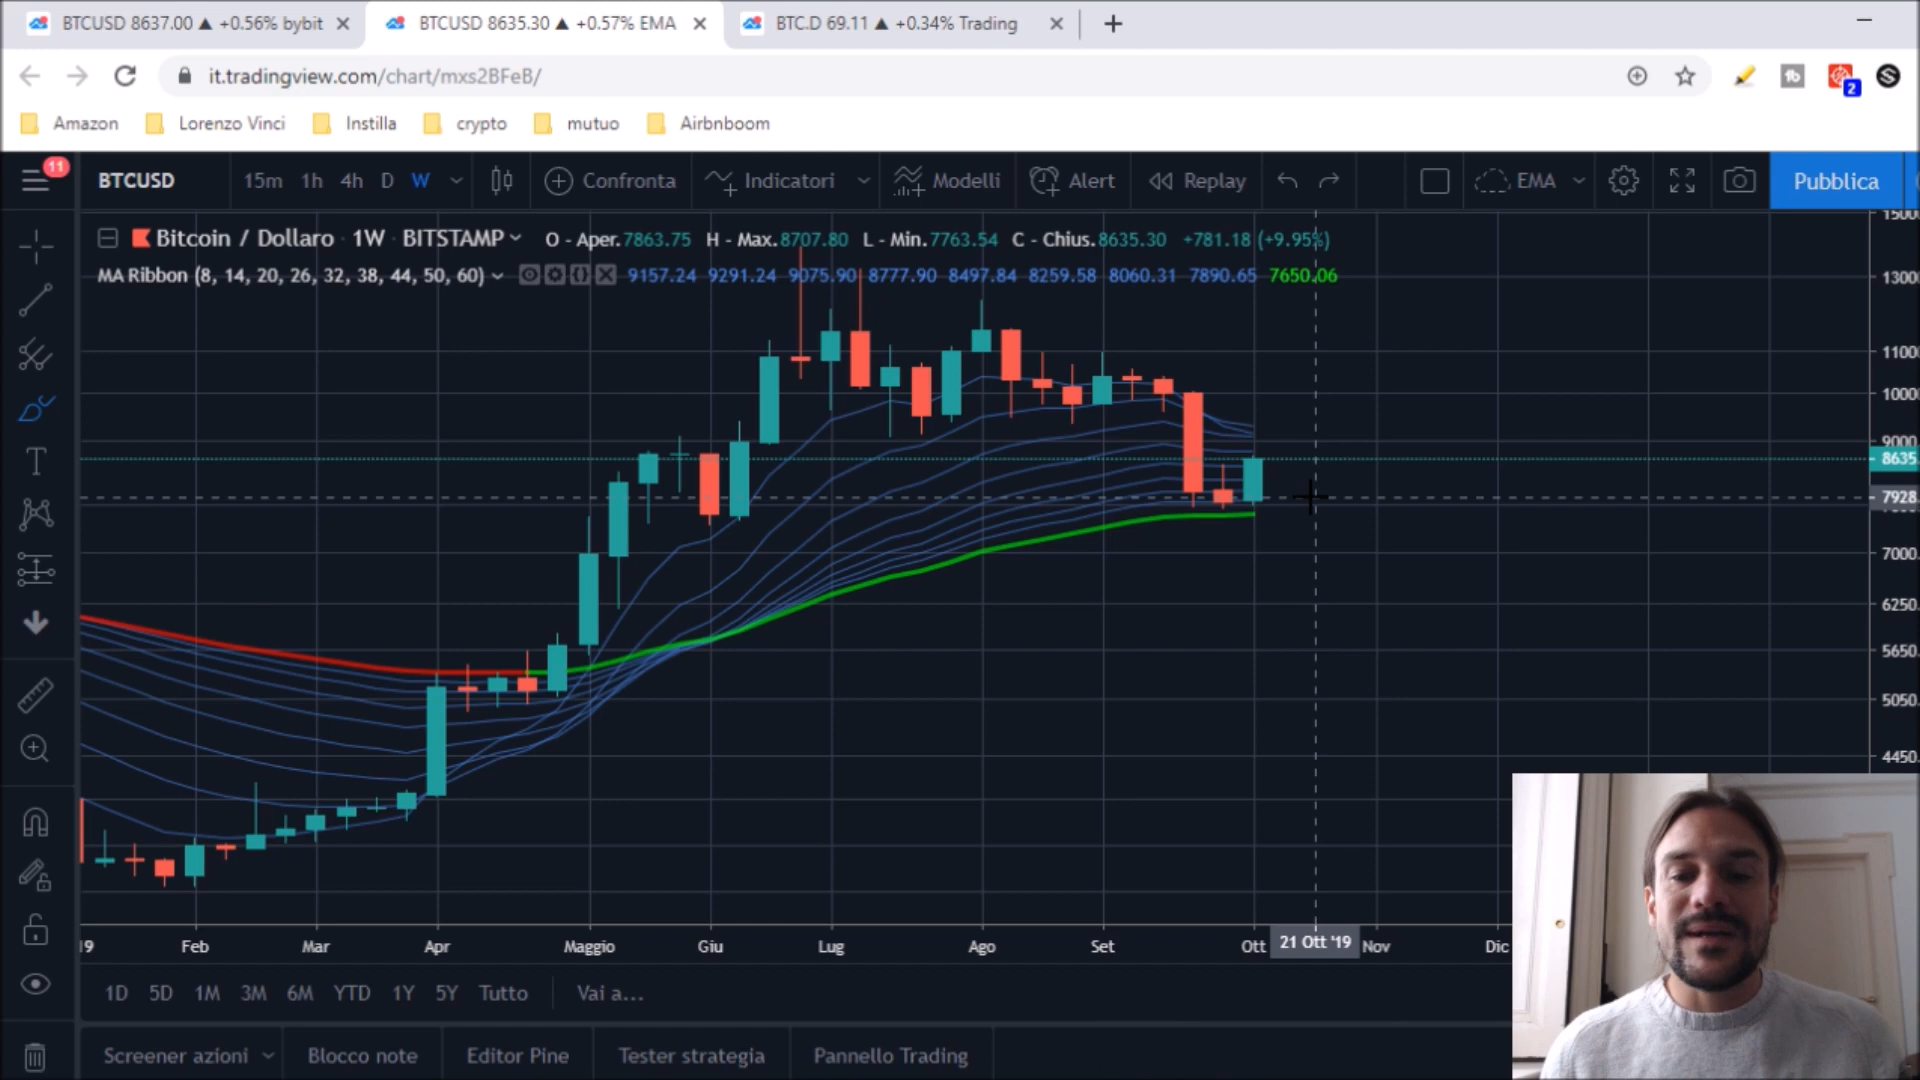 BTCUSD 8637.00 ▲ +0.56% bybit
BTCUSD 8635.30 ▲ +0.57% EMA
BTC.D 69.11 ▲ +0.34% Trading
it.tradingview.com/chart/mxs2BFeB/
2
Amazon Lorenzo Vinci Instilla crypto mutuo Airbnboom
11
BTCUSD 15m 1h 4h D W Confronta Indicatori Modelli Alert Replay EMA Pubblica
Bitcoin / Dollaro 1W BITSTAMP O - Aper.7863.75 H - Max.8707.80 L - Min.7763.54 C - Chius.8635.30 +781.18 (+9.95%)
MA Ribbon (8, 14, 20, 26, 32, 38, 44, 50, 60) 9157.24 9291.24 9075.90 8777.90 8497.84 8259.58 8060.31 7890.65 7650.06
15000
13000
11000
10000
9000
8635.
7928.
7000.
6250.
5650.
5050.
4450.
19 Feb Mar Apr Maggio Giu Lug Ago Set Ott 21 Ott '19 Nov Dic
1D 5D 1M 3M 6M YTD 1Y 5Y Tutto Vai a...
Screener azioni Blocco note Editor Pine Tester strategia Pannello Trading